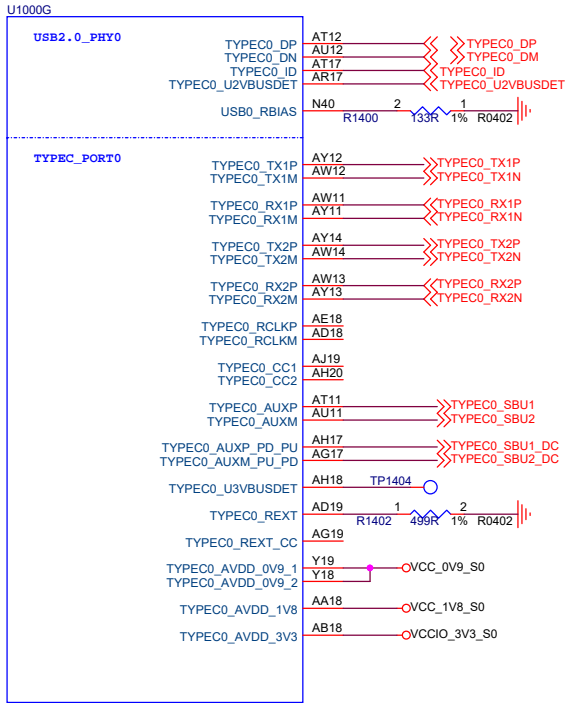 U1000G
USB2.0_PHY0
TYPEC0_DP AT12 TYPEC0_DP
TYPEC0_DN AU12 TYPEC0_DM
TYPEC0_ID AT17 TYPEC0_ID
TYPEC0_U2VBUSDET AR17 TYPEC0_U2VBUSDET
USB0_RBIAS N40 R1400 2 133R 1 1% R0402
TYPEC_PORT0
TYPEC0_TX1P AY12 TYPEC0_TX1P
TYPEC0_TX1M AW12 TYPEC0_TX1N
TYPEC0_RX1P AW11 TYPEC0_RX1P
TYPEC0_RX1M AY11 TYPEC0_RX1N
TYPEC0_TX2P AY14 TYPEC0_TX2P
TYPEC0_TX2M AW14 TYPEC0_TX2N
TYPEC0_RX2P AW13 TYPEC0_RX2P
TYPEC0_RX2M AY13 TYPEC0_RX2N
TYPEC0_RCLKP AE18
TYPEC0_RCLKM AD18
TYPEC0_CC1 AJ19
TYPEC0_CC2 AH20
TYPEC0_AUXP AT11 TYPEC0_SBU1
TYPEC0_AUXM AU11 TYPEC0_SBU2
TYPEC0_AUXP_PD_PU AH17 TYPEC0_SBU1_DC
TYPEC0_AUXM_PU_PD AG17 TYPEC0_SBU2_DC
TYPEC0_U3VBUSDET AH18 TP1404
TYPEC0_REXT AD19 R1402 1 499R 2 1% R0402
TYPEC0_REXT_CC AG19
TYPEC0_AVDD_0V9_1 Y19 VCC_0V9_S0
TYPEC0_AVDD_0V9_2 Y18
TYPEC0_AVDD_1V8 AA18 VCC_1V8_S0
TYPEC0_AVDD_3V3 AB18 VCCIO_3V3_S0